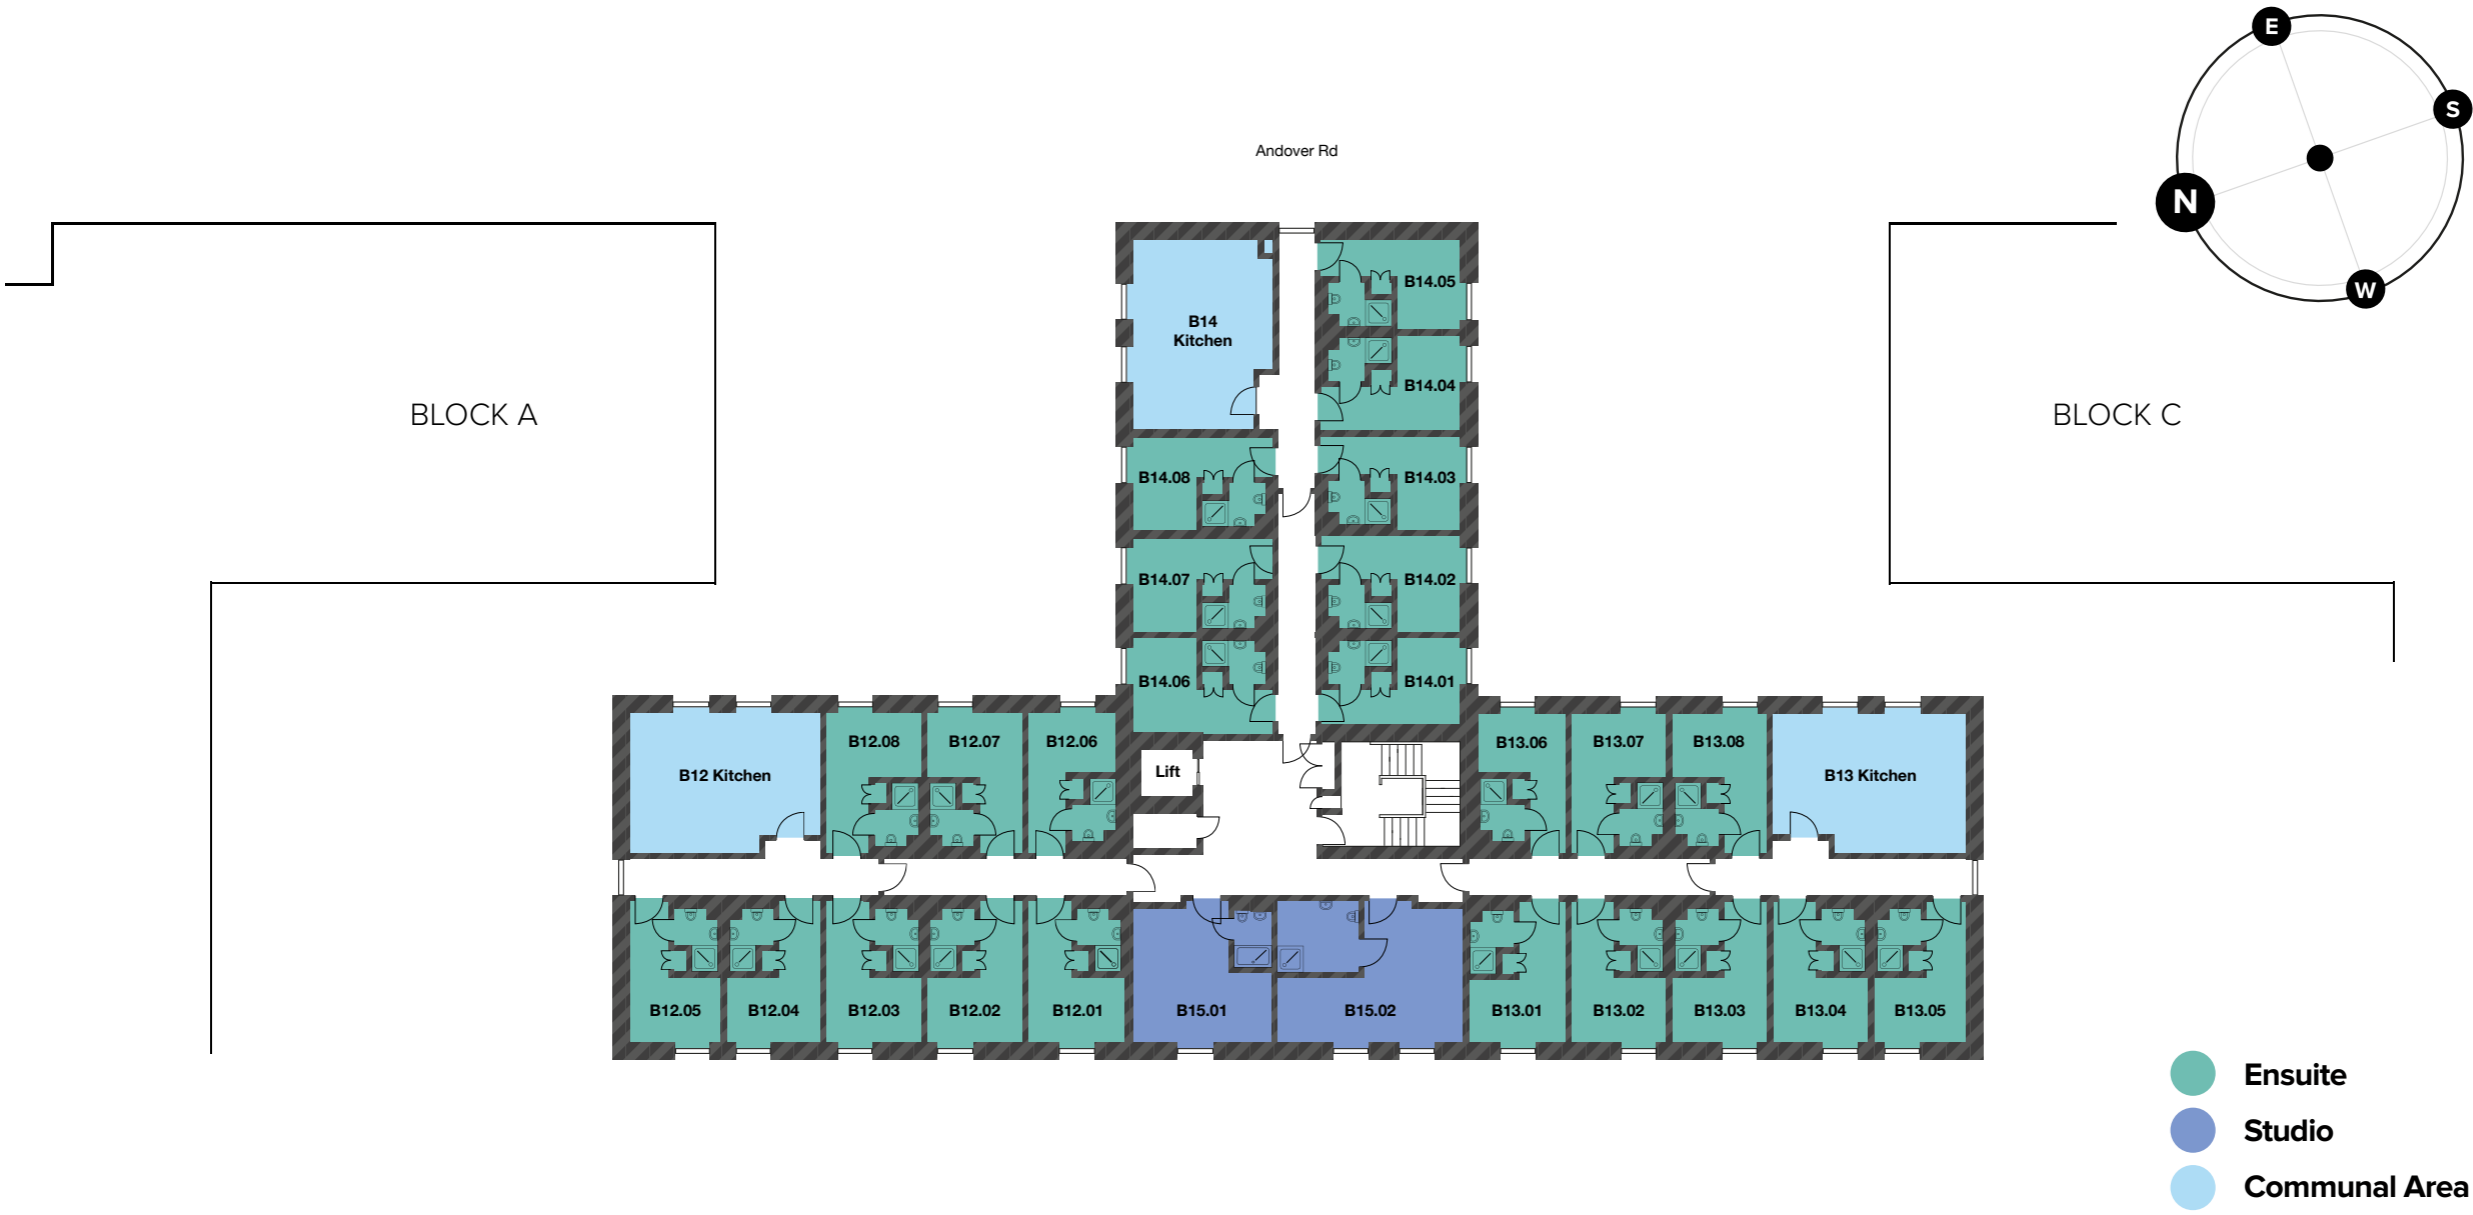 E
S
N
W
Andover Rd
BLOCK A
BLOCK C
B14
Kitchen
B14.05
B14.04
B14.08
B14.03
B14.07
B14.02
B14.06
B14.01
B12 Kitchen
B12.08
B12.07
B12.06
Lift
B13.06
B13.07
B13.08
B13 Kitchen
B12.05
B12.04
B12.03
B12.02
B12.01
B15.01
B15.02
B13.01
B13.02
B13.03
B13.04
B13.05
Ensuite
Studio
Communal Area